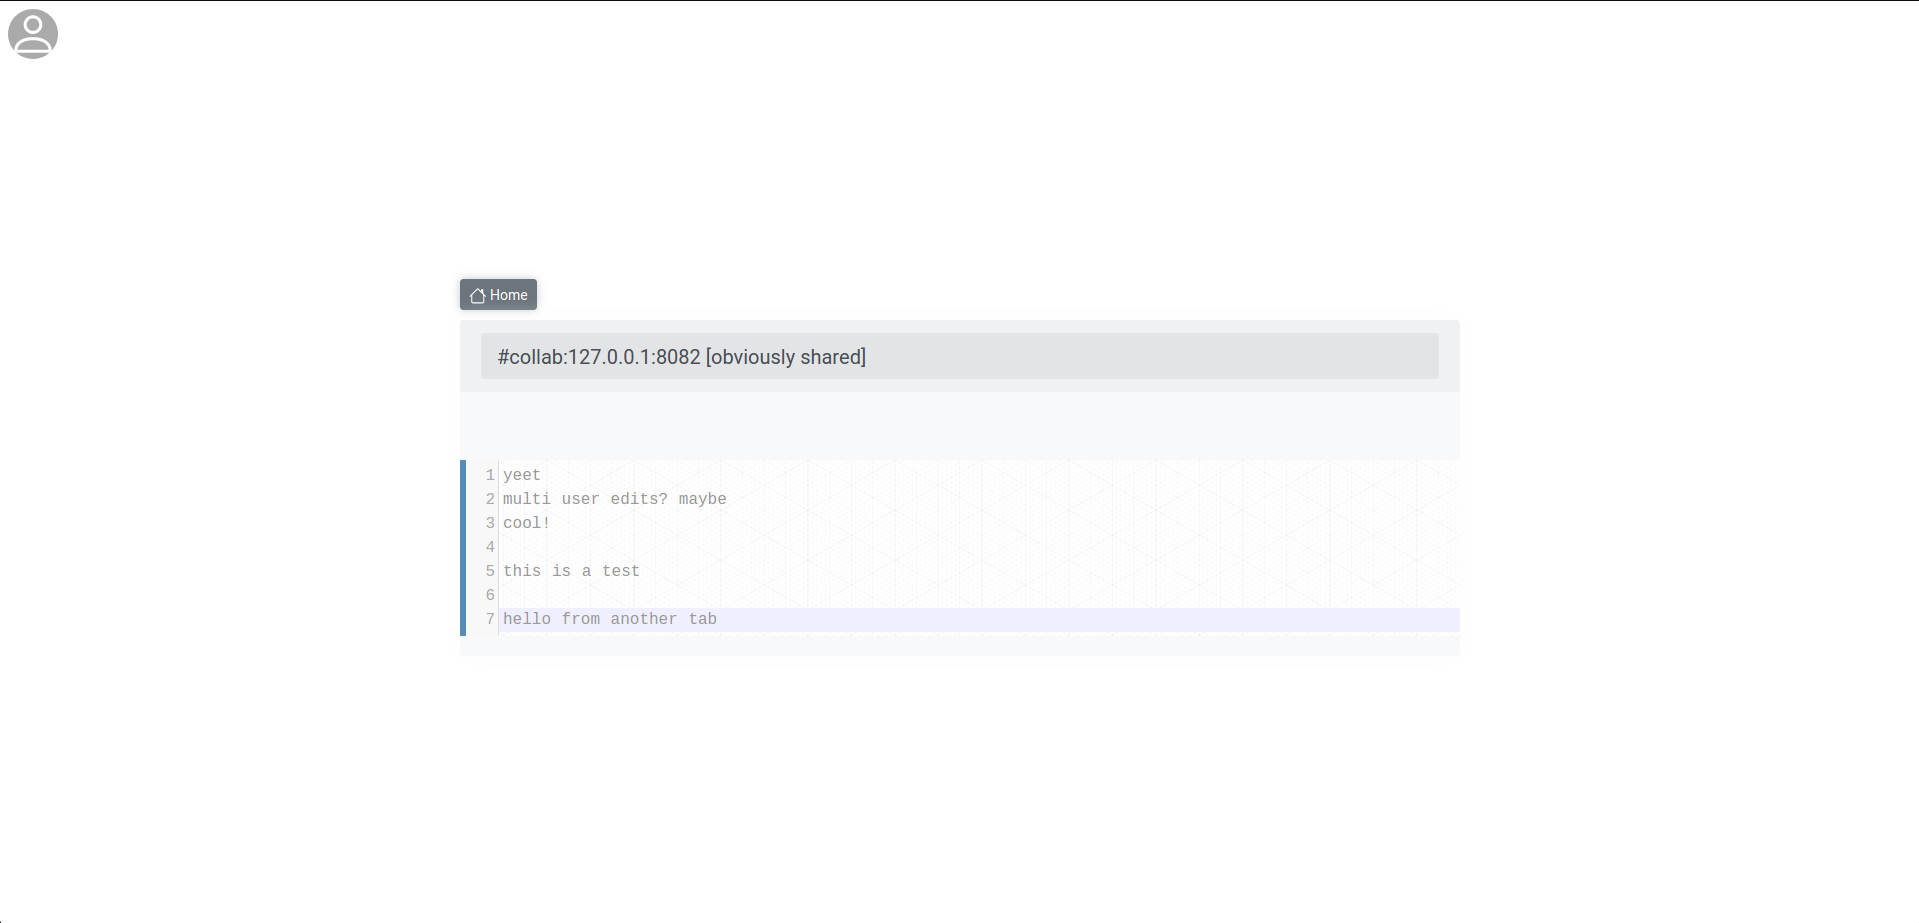 Home
#collab:127.0.0.1:8082 [obviously shared]
1 yeet
2 multi user edits? maybe
3 cool!
4
5 this is a test
6
7 hello from another tab